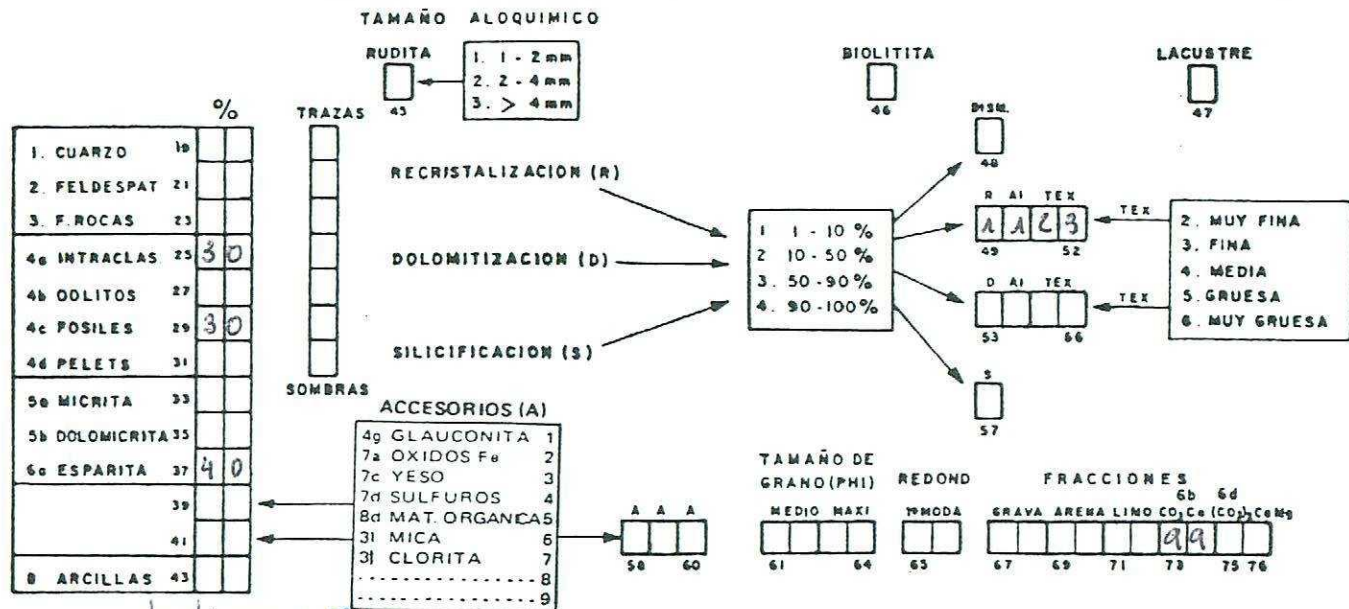 TAMAÑO ALOQUIMICO
RUDITA
45
1. 1 - 2 mm
2. 2 - 4 mm
3. > 4 mm
BIOLITITA
46
LACUSTRE
47
%
1. CUARZO 19
2. FELDESPAT 21
3. F. ROCAS 23
4a INTRACLAS 25 3 0
4b OOLITOS 27
4c FOSILES 29 3 0
4d PELETS 31
5a MICRITA 33
5b DOLOMICRITA 35
6a ESPARITA 37 4 0
39
41
8 ARCILLAS 43
TRAZAS
SOMBRAS
RECRISTALIZACION (R)
DOLOMITIZACION (D)
SILICIFICACION (S)
1 1 - 10 %
2 10 - 50 %
3. 50 - 90 %
4. 90 - 100 %
DISM.
48
R AI TEX
1 1 2 3
49 52
TEX
D AI TEX
53 56
TEX
S
57
2. MUY FINA
3. FINA
4. MEDIA
5. GRUESA
6. MUY GRUESA
ACCESORIOS (A)
4g GLAUCONITA 1
7a OXIDOS Fe 2
7c YESO 3
7d SULFUROS 4
8d MAT. ORGANICA 5
3i MICA 6
3j CLORITA 7
- - - - - - - - - - - - - - 8
- - - - - - - - - - - - - - 9
A A A
58 60
TAMAÑO DE
GRANO (PHI)
MEDIO MAXI
61 64
REDOND
1ª MODA
65
FRACCIONES
6b 6d
GRAVA ARENA LIMO CO3Ca (CO3)2CaMg
9 9
67 69 71 73 75 76